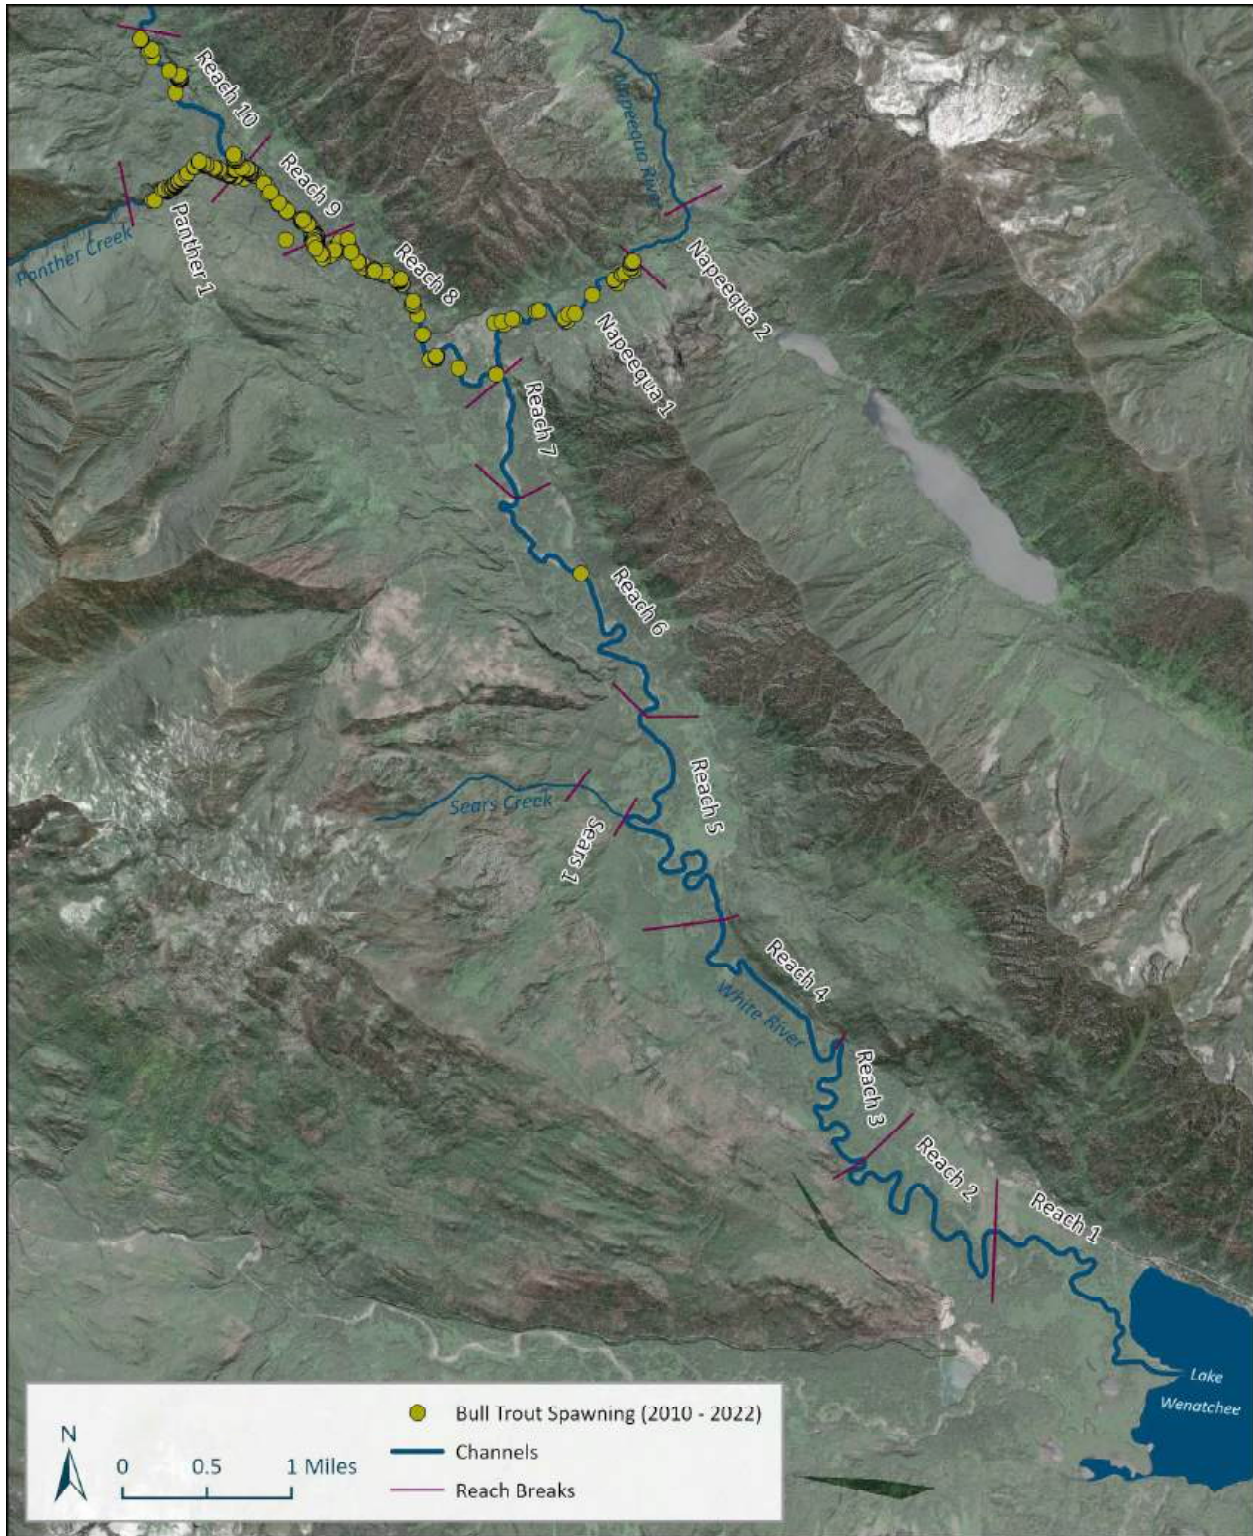 Reach 10
Napeequa River
Reach 9
Panther Creek
Panther 1
Reach 8
Napeequa 2
Napeequa 1
Reach 7
Reach 6
Reach 5
Sears Creek
Sears 1
Reach 4
White River
Reach 3
Reach 2
Reach 1
Lake
Wenatchee
N
0 0.5 1 Miles
Bull Trout Spawning (2010 - 2022)
Channels
Reach Breaks